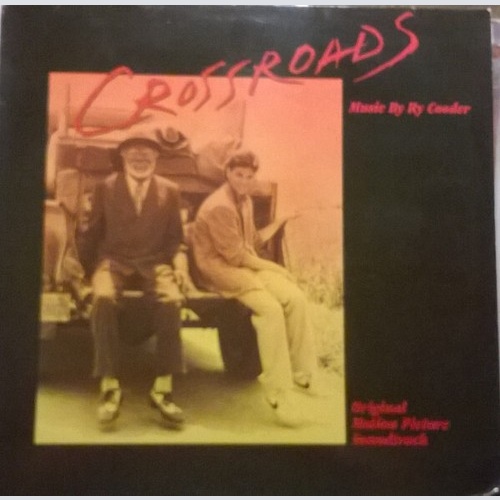 CROSSROADS
Music By Ry Cooder
Original
Motion Picture
Soundtrack